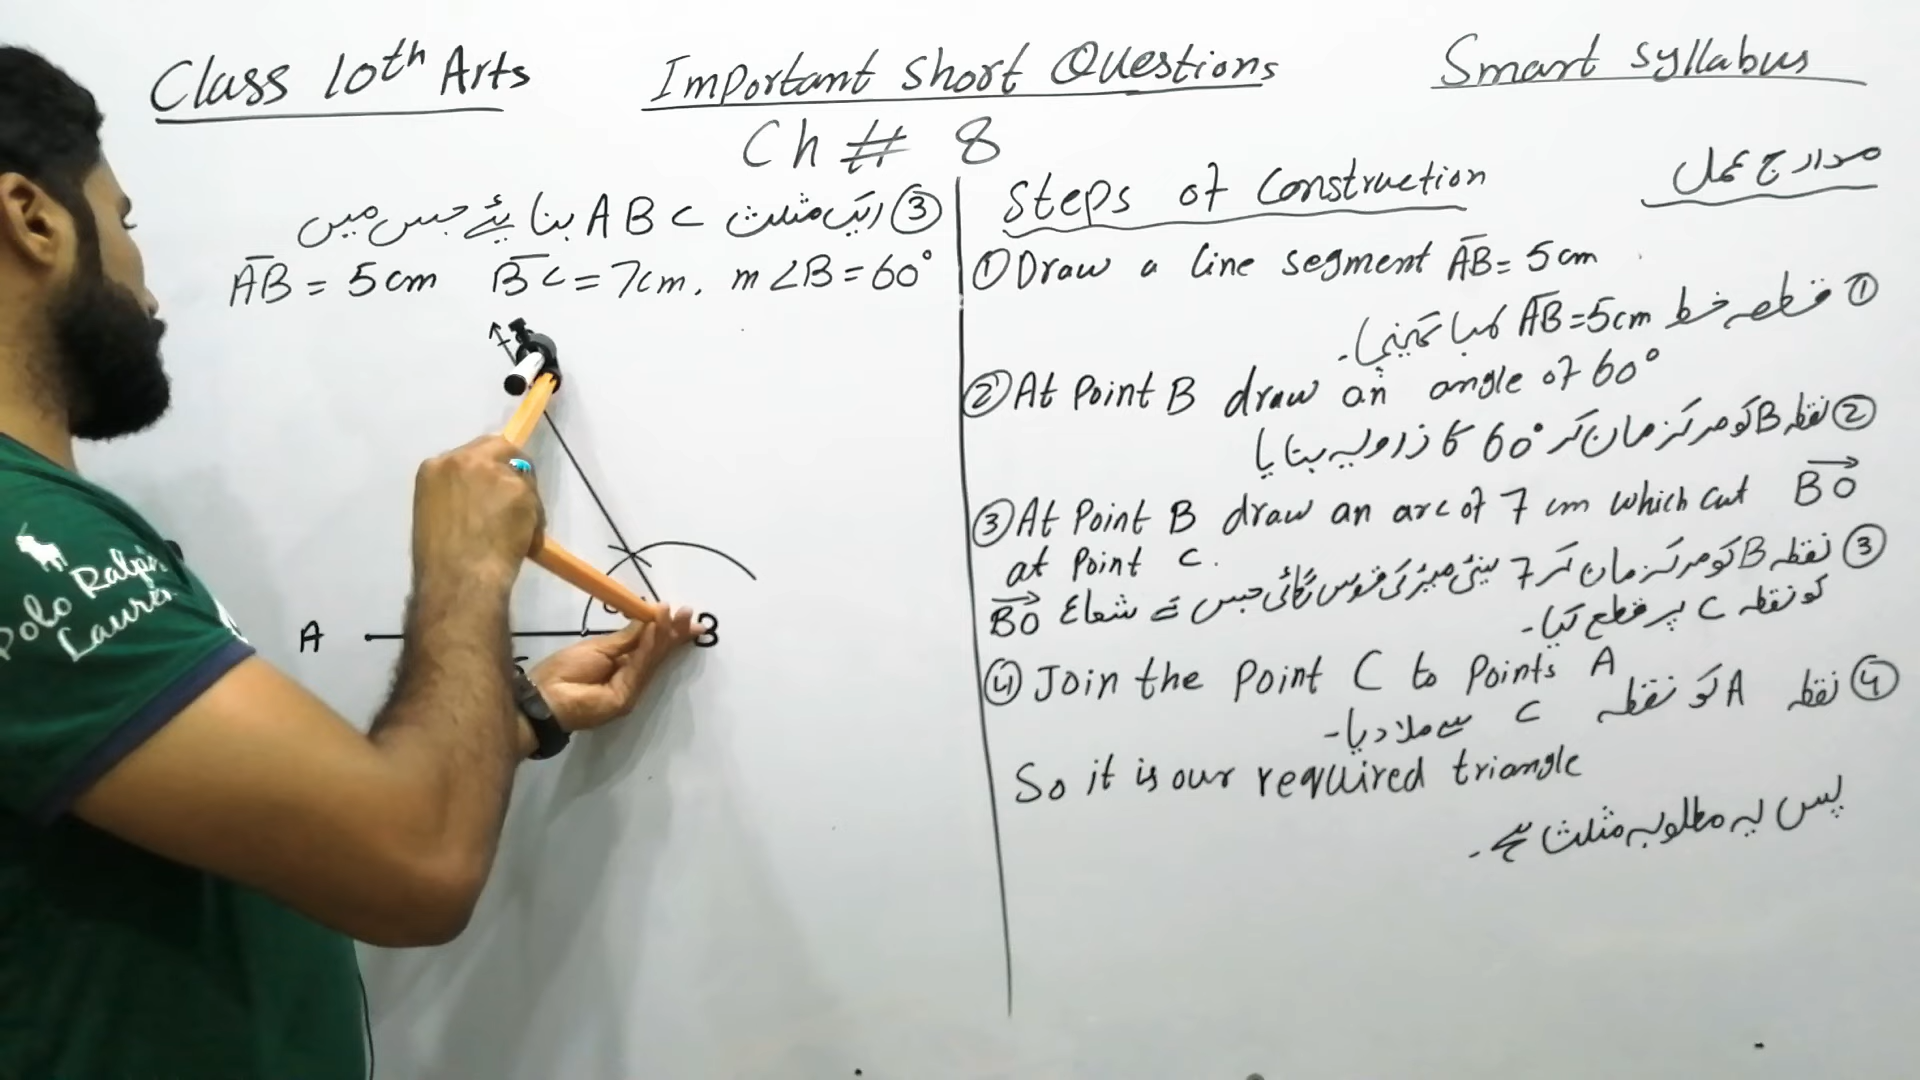 Class 10th Arts
Important Short Questions
Smart Syllabus
Ch # 8
③ ایک مثلث ABC بنائیے جس میں
A̅B̅ = 5cm B̅C̅ = 7cm, m∠B = 60°
A
B
Steps of Construction
مدارج عمل
① Draw a line segment A̅B̅ = 5cm
① قطعہ خط A̅B̅=5cm لمبا کھینچا۔
② At Point B draw an angle of 60°
② نقطہ B کو مرکز مان کر 60° کا زاویہ بنایا
③ At Point B draw an arc of 7 cm which cut B⃗O⃗
at Point C.
③ نقطہ B کو مرکز مان کر 7 سینٹی میٹر کی قوس لگائی جس نے شعاع B⃗O⃗
کو نقطہ C پر قطع کیا۔
④ Join the Point C to Points A
④ نقطہ A کو نقطہ C سے ملا دیا۔
So it is our required triangle
پس یہ مطلوبہ مثلث ہے۔
Polo Ralph
Lauren